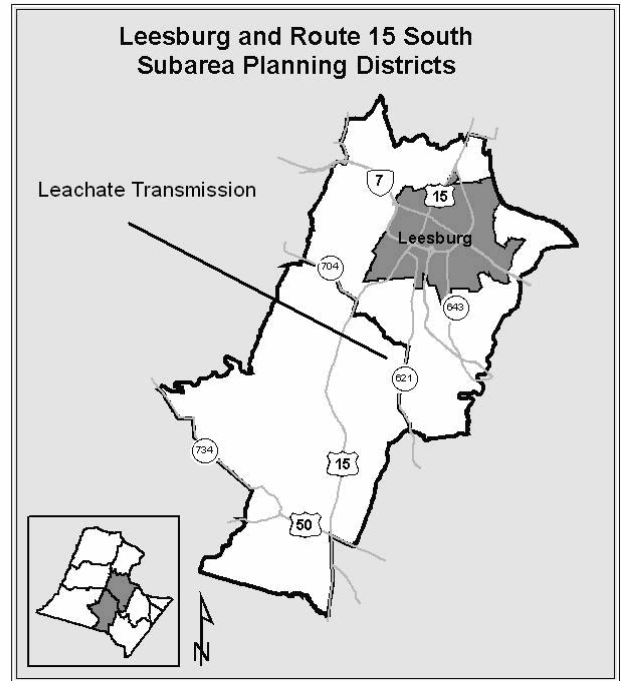 Leesburg and Route 15 South
Subarea Planning Districts
7
Leachate Transmission
15
Leesburg
704
643
621
734
15
50
N